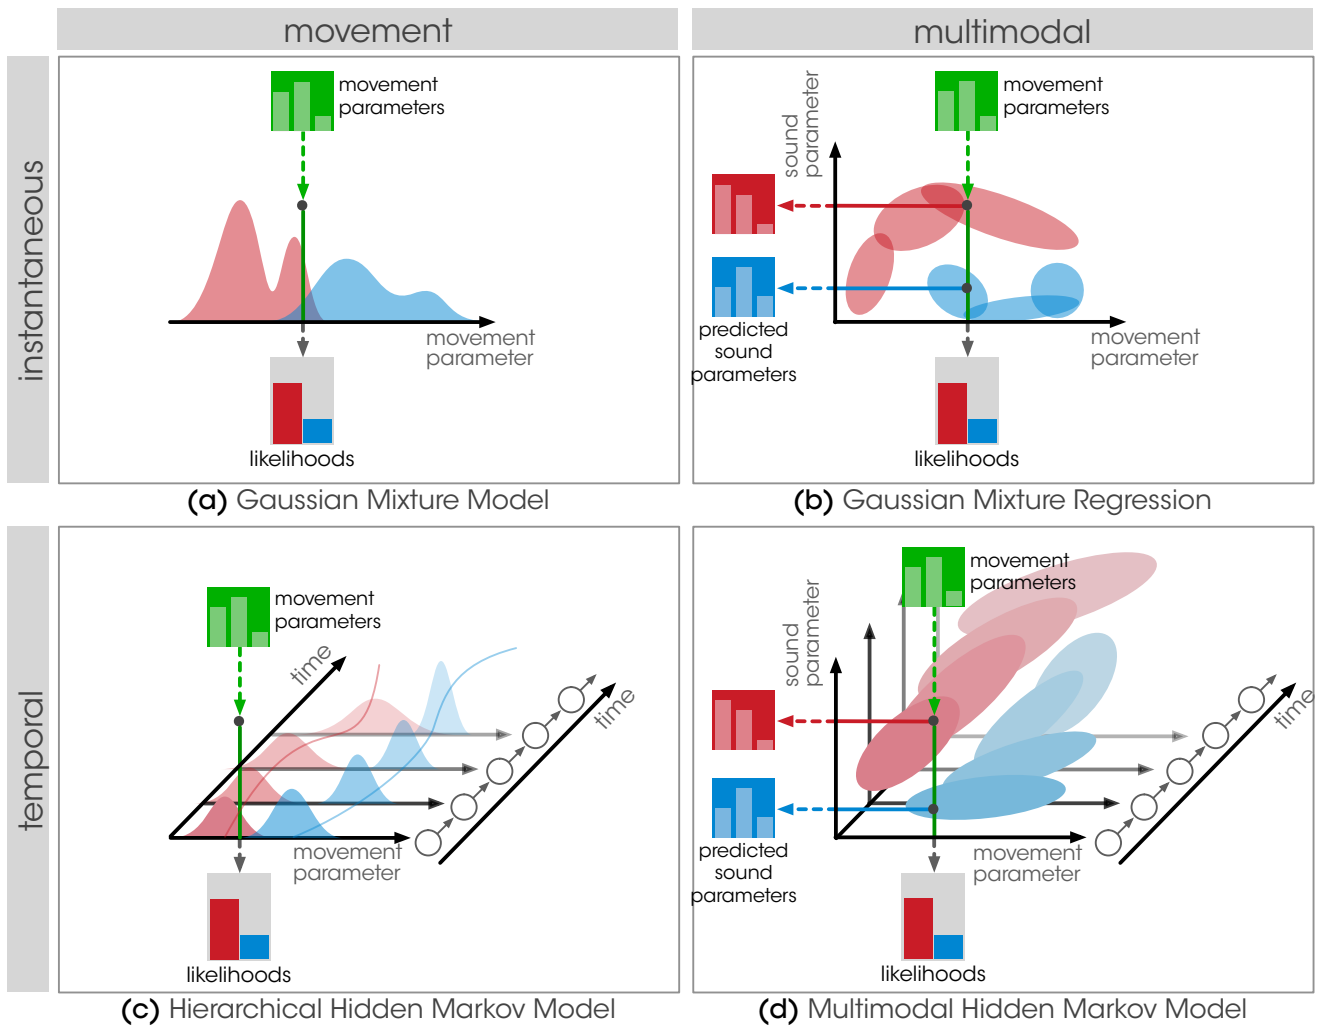 movement
multimodal
instantaneous
movement
parameters
movement
parameter
likelihoods
(a) Gaussian Mixture Model
sound
parameter
movement
parameters
predicted
sound
parameters
movement
parameter
likelihoods
(b) Gaussian Mixture Regression
temporal
movement
parameters
time
time
movement
parameter
likelihoods
(c) Hierarchical Hidden Markov Model
sound
parameter
movement
parameters
time
predicted
sound
parameters
movement
parameter
likelihoods
(d) Multimodal Hidden Markov Model